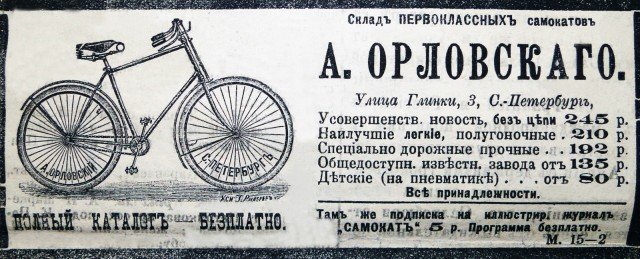 А. ОРЛОВСКІЙ
С-ПЕТЕРБУРГЪ
ПОЛНЫЙ КАТАЛОГЪ БЕЗПЛАТНО.
Складъ ПЕРВОКЛАССНЫХЪ самокатовъ
А. ОРЛОВСКАГО.
Улица Глинки, 3, С.-Петербургъ,
Усовершенств. новость, безъ цѣпи 245 р.
Наилучшіе легкіе, полугоночные . 210 р.
Спеціально дорожные прочные . . 192 р.
Общедоступн. извѣстн. завода отъ 135 р.
Дѣтскіе (на пневматикѣ) . . . отъ 80 р.
Всѣ принадлежности.
Тамъ же подписка на иллюстрир. журналъ
„САМОКАТЪ“ 5 р. Программа безплатно.
М. 15—2